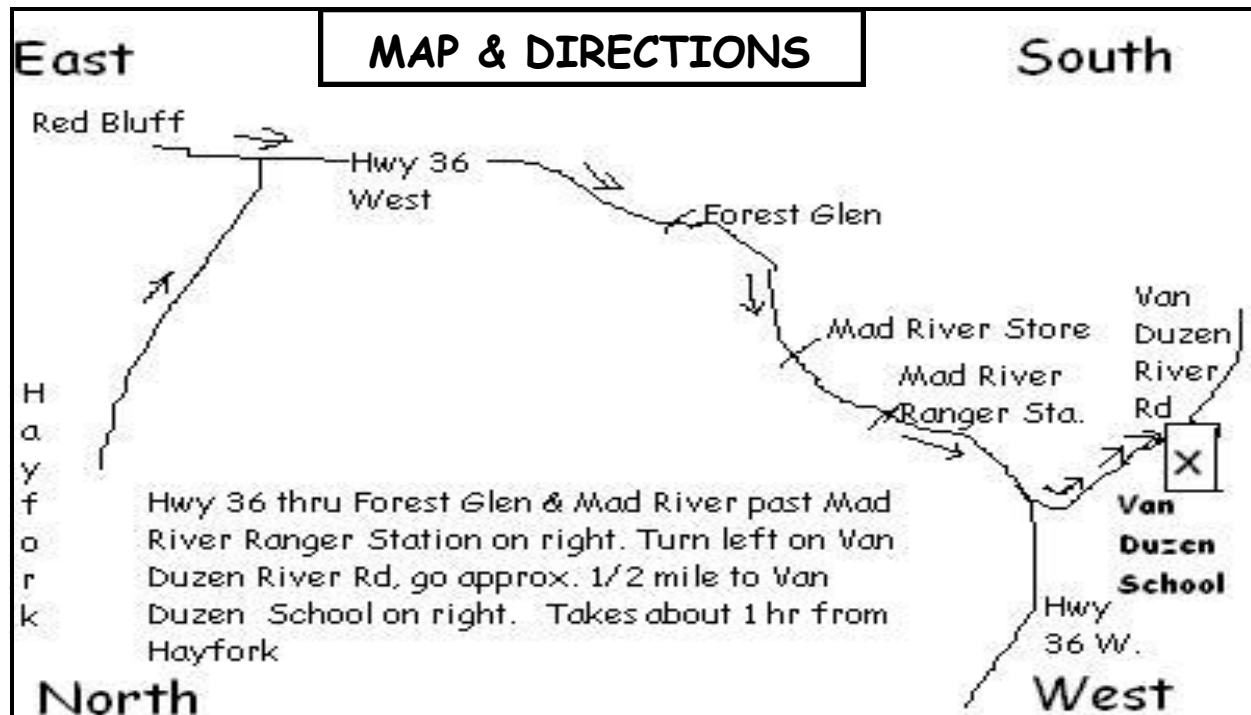 MAP & DIRECTIONS
East
South
Red Bluff
Hwy 36
West
Forest Glen
Mad River Store
Mad River
Ranger Sta.
Van
Duzen
River
Rd
X
Van
Duzen
School
Hayfork
Hwy 36 thru Forest Glen & Mad River past Mad
River Ranger Station on right. Turn left on Van
Duzen River Rd, go approx. 1/2 mile to Van
Duzen School on right. Takes about 1 hr from
Hayfork
Hwy
36 W.
North
West